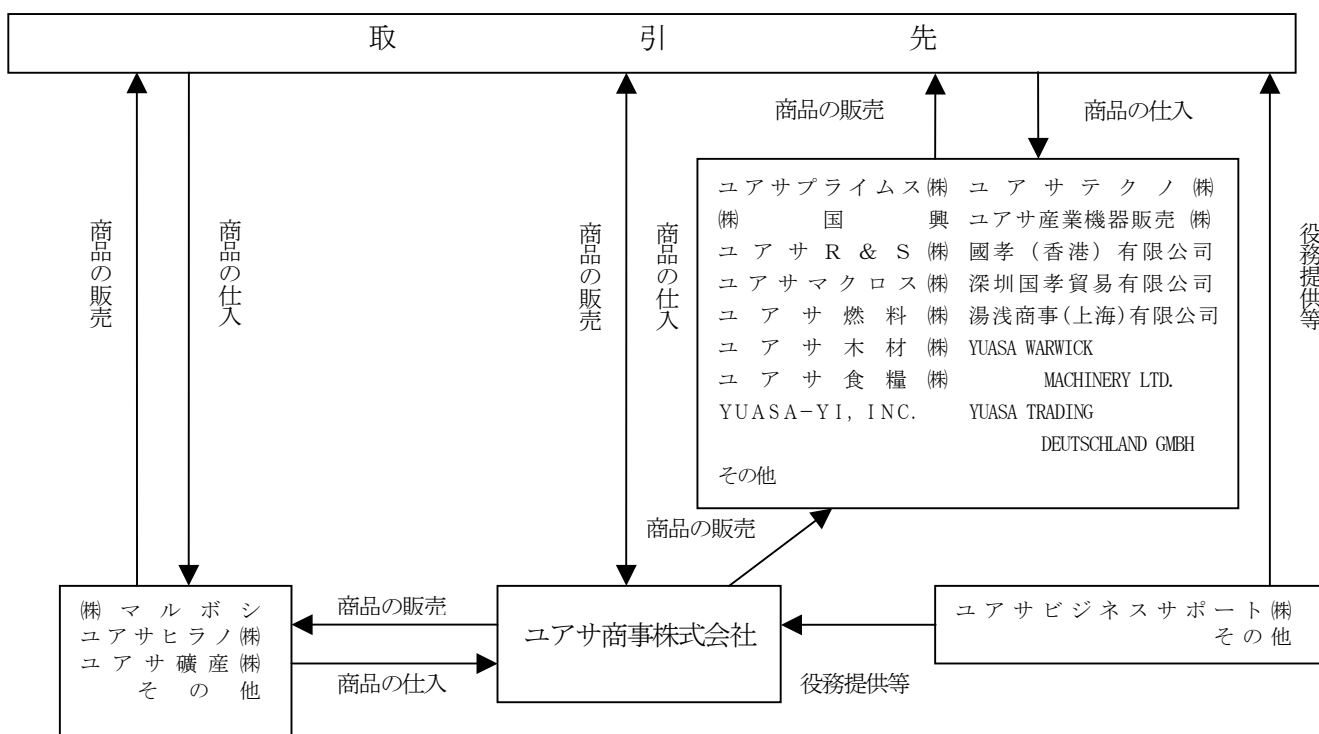 取引先
商品の販売
商品の仕入
商品の販売
商品の仕入
商品の販売
商品の仕入
役務提供等
ユアサプライムス㈱ ユアサテクノ㈱
㈱国興 ユアサ産業機器販売㈱
ユアサR&S㈱ 國孝(香港)有限公司
ユアサマクロス㈱ 深圳国孝貿易有限公司
ユアサ燃料㈱ 湯浅商事(上海)有限公司
ユアサ木材㈱ YUASA WARWICK
ユアサ食糧㈱ MACHINERY LTD.
YUASA-YI, INC. YUASA TRADING
DEUTSCHLAND GMBH
その他
商品の販売
㈱マルボシ
ユアサヒラノ㈱
ユアサ礦産㈱
その他
商品の販売
商品の仕入
ユアサ商事株式会社
役務提供等
ユアサビジネスサポート㈱
その他